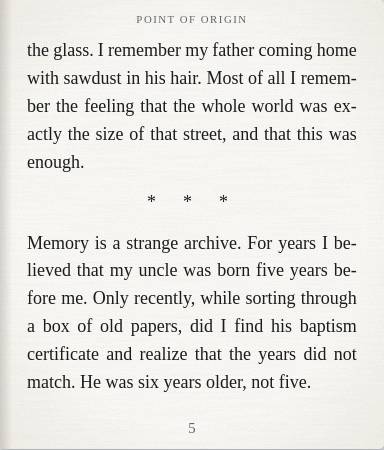 POINT OF ORIGIN
the glass. I remember my father coming home
with sawdust in his hair. Most of all I remem-
ber the feeling that the whole world was ex-
actly the size of that street, and that this was
enough.
* * *
Memory is a strange archive. For years I be-
lieved that my uncle was born five years be-
fore me. Only recently, while sorting through
a box of old papers, did I find his baptism
certificate and realize that the years did not
match. He was six years older, not five.
5